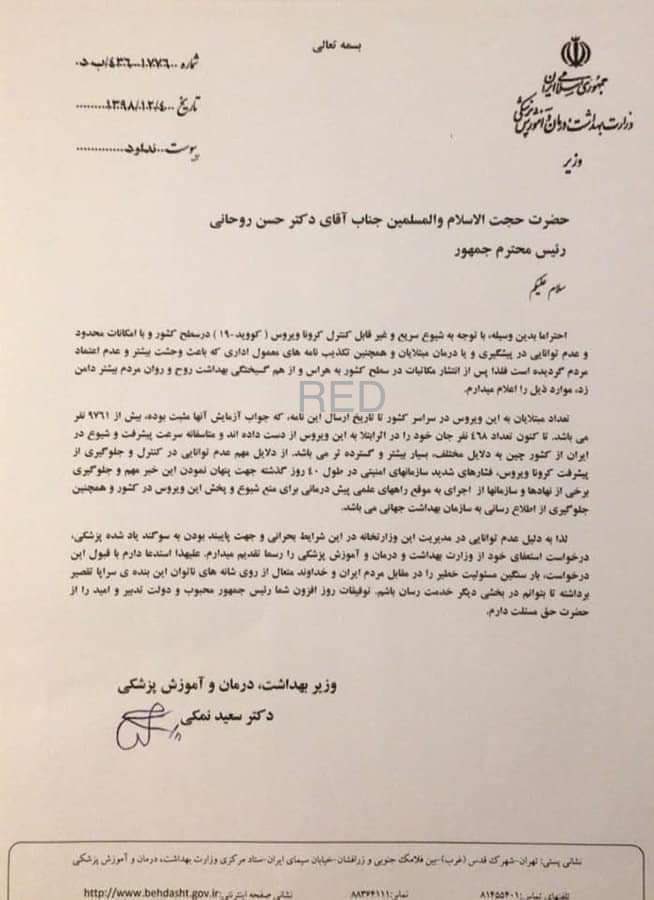 بسمه تعالی
جمهوری اسلامی ایران
وزارت بهداشت، درمان و آموزش پزشکی
وزیر
شماره ۴۳۶۰۰۰۱۷۷۶۰۰/ب د.
تاریخ ....۱۳۹۸/۱۲/۴.........
پیوست...ندارد.............
حضرت حجت الاسلام والمسلمین جناب آقای دکتر حسن روحانی
رئیس محترم جمهور
سلام علیکم
احتراما بدین وسیله، با توجه به شیوع سریع و غیر قابل کنترل کرونا ویروس ( کووید-۱۹ ) درسطح کشور و با امکانات محدود
و عدم توانایی در پیشگیری و یا درمان مبتلایان و همچنین تکذیب نامه های معمول اداری که باعث وحشت بیشتر و عدم اعتماد
مردم گردیده است فلذا پس از انتشار مکاتبات در سطح کشور به هراس و از هم گسیختگی بهداشت روح و روان مردم بیشتر دامن
زد، موارد ذیل را اعلام میدارم.
RED
تعداد مبتلایان به این ویروس در سراسر کشور تا تاریخ ارسال این نامه، که جواب آزمایش آنها مثبت بوده، بیش از ۹۷۶۱ نفر
می باشد. تا کنون تعداد ۴۶۸ نفر جان خود را در اثرابتلا به این ویروس از دست داده اند و متاسفانه سرعت پیشرفت و شیوع در
ایران از کشور چین به دلایل مختلف، بسیار بیشتر و گسترده تر می باشد. از دلایل مهم عدم توانایی در کنترل و جلوگیری از
پیشرفت کرونا ویروس، فشارهای شدید سازمانهای امنیتی در طول ۴۰ روز گذشته جهت پنهان نمودن این خبر مهم و جلوگیری
برخی از نهادها و سازمانها از اجرای به موقع راههای علمی پیش درمانی برای منع شیوع و پخش این ویروس در کشور و همچنین
جلوگیری از اطلاع رسانی به سازمان بهداشت جهانی می باشد.
لذا به دلیل عدم توانایی در مدیریت این وزارتخانه در این شرایط بحرانی و جهت پایبند بودن به سوگند یاد شده پزشکی،
درخواست استعفای خود از وزارت بهداشت و درمان و آموزش پزشکی را رسما تقدیم میدارم. علیهذا استدعا دارم با قبول این
درخواست، بار سنگین مسئولیت خطیر را در مقابل مردم ایران و خداوند متعال از روی شانه های ناتوان این بنده ی سراپا تقصیر
برداشته تا بتوانم در بخشی دیگر خدمت رسان باشم. توفیقات روز افزون شما رئیس جمهور محبوب و دولت تدبیر و امید را از
حضرت حق مسئلت دارم.
وزیر بهداشت، درمان و آموزش پزشکی
دکتر سعید نمکی
نشانی پستی: تهران-شهرک قدس (غرب)-بین فلامک جنوبی و زرافشان-خیابان سیمای ایران-ستاد مرکزی وزارت بهداشت، درمان و آموزش پزشکی
تلفنهای تماس:۸۱۴۵۵۴۰۱ نمابر:۸۸۳۶۴۱۱۱ نشانی صفحه اینترنتی:http://www.behdasht.gov.ir